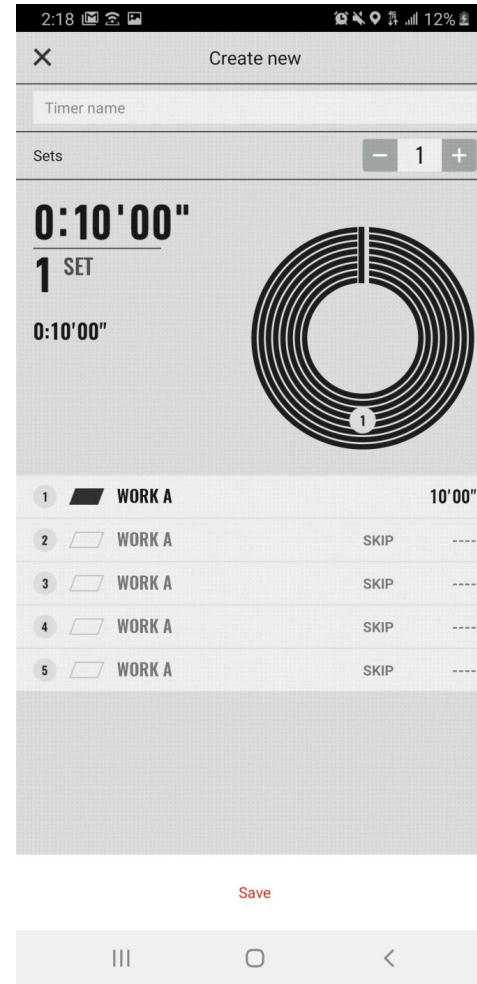 2:18 12%
Create new
Timer name
Sets − 1 +
0:10'00"
1 SET
0:10'00"
1
1 WORK A 10'00"
2 WORK A SKIP ----
3 WORK A SKIP ----
4 WORK A SKIP ----
5 WORK A SKIP ----
Save